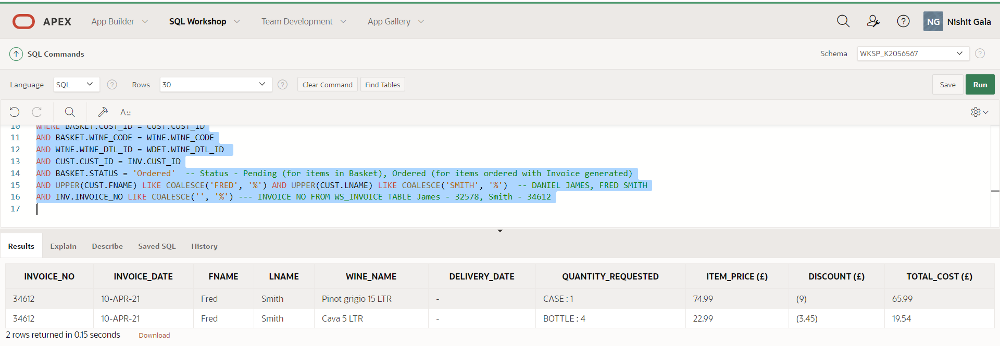 APEX App Builder SQL Workshop Team Development App Gallery NG Nishit Gala
SQL Commands Schema WKSP_K2056567
Language SQL Rows 30 Clear Command Find Tables Save Run
10 WHERE BASKET.CUST_ID = CUST.CUST_ID
11 AND BASKET.WINE_CODE = WINE.WINE_CODE
12 AND WINE.WINE_DTL_ID = WDET.WINE_DTL_ID
13 AND CUST.CUST_ID = INV.CUST_ID
14 AND BASKET.STATUS = 'Ordered' -- Status - Pending (for items in Basket), Ordered (for items ordered with Invoice generated)
15 AND UPPER(CUST.FNAME) LIKE COALESCE('FRED', '%') AND UPPER(CUST.LNAME) LIKE COALESCE('SMITH', '%') -- DANIEL JAMES, FRED SMITH
16 AND INV.INVOICE_NO LIKE COALESCE('', '%') --- INVOICE NO FROM WS_INVOICE TABLE James - 32578, Smith - 34612
17
Results Explain Describe Saved SQL History
INVOICE_NO INVOICE_DATE FNAME LNAME WINE_NAME DELIVERY_DATE QUANTITY_REQUESTED ITEM_PRICE (£) DISCOUNT (£) TOTAL_COST (£)
34612 10-APR-21 Fred Smith Pinot grigio 15 LTR - CASE : 1 74.99 (9) 65.99
34612 10-APR-21 Fred Smith Cava 5 LTR - BOTTLE : 4 22.99 (3.45) 19.54
2 rows returned in 0.15 seconds Download